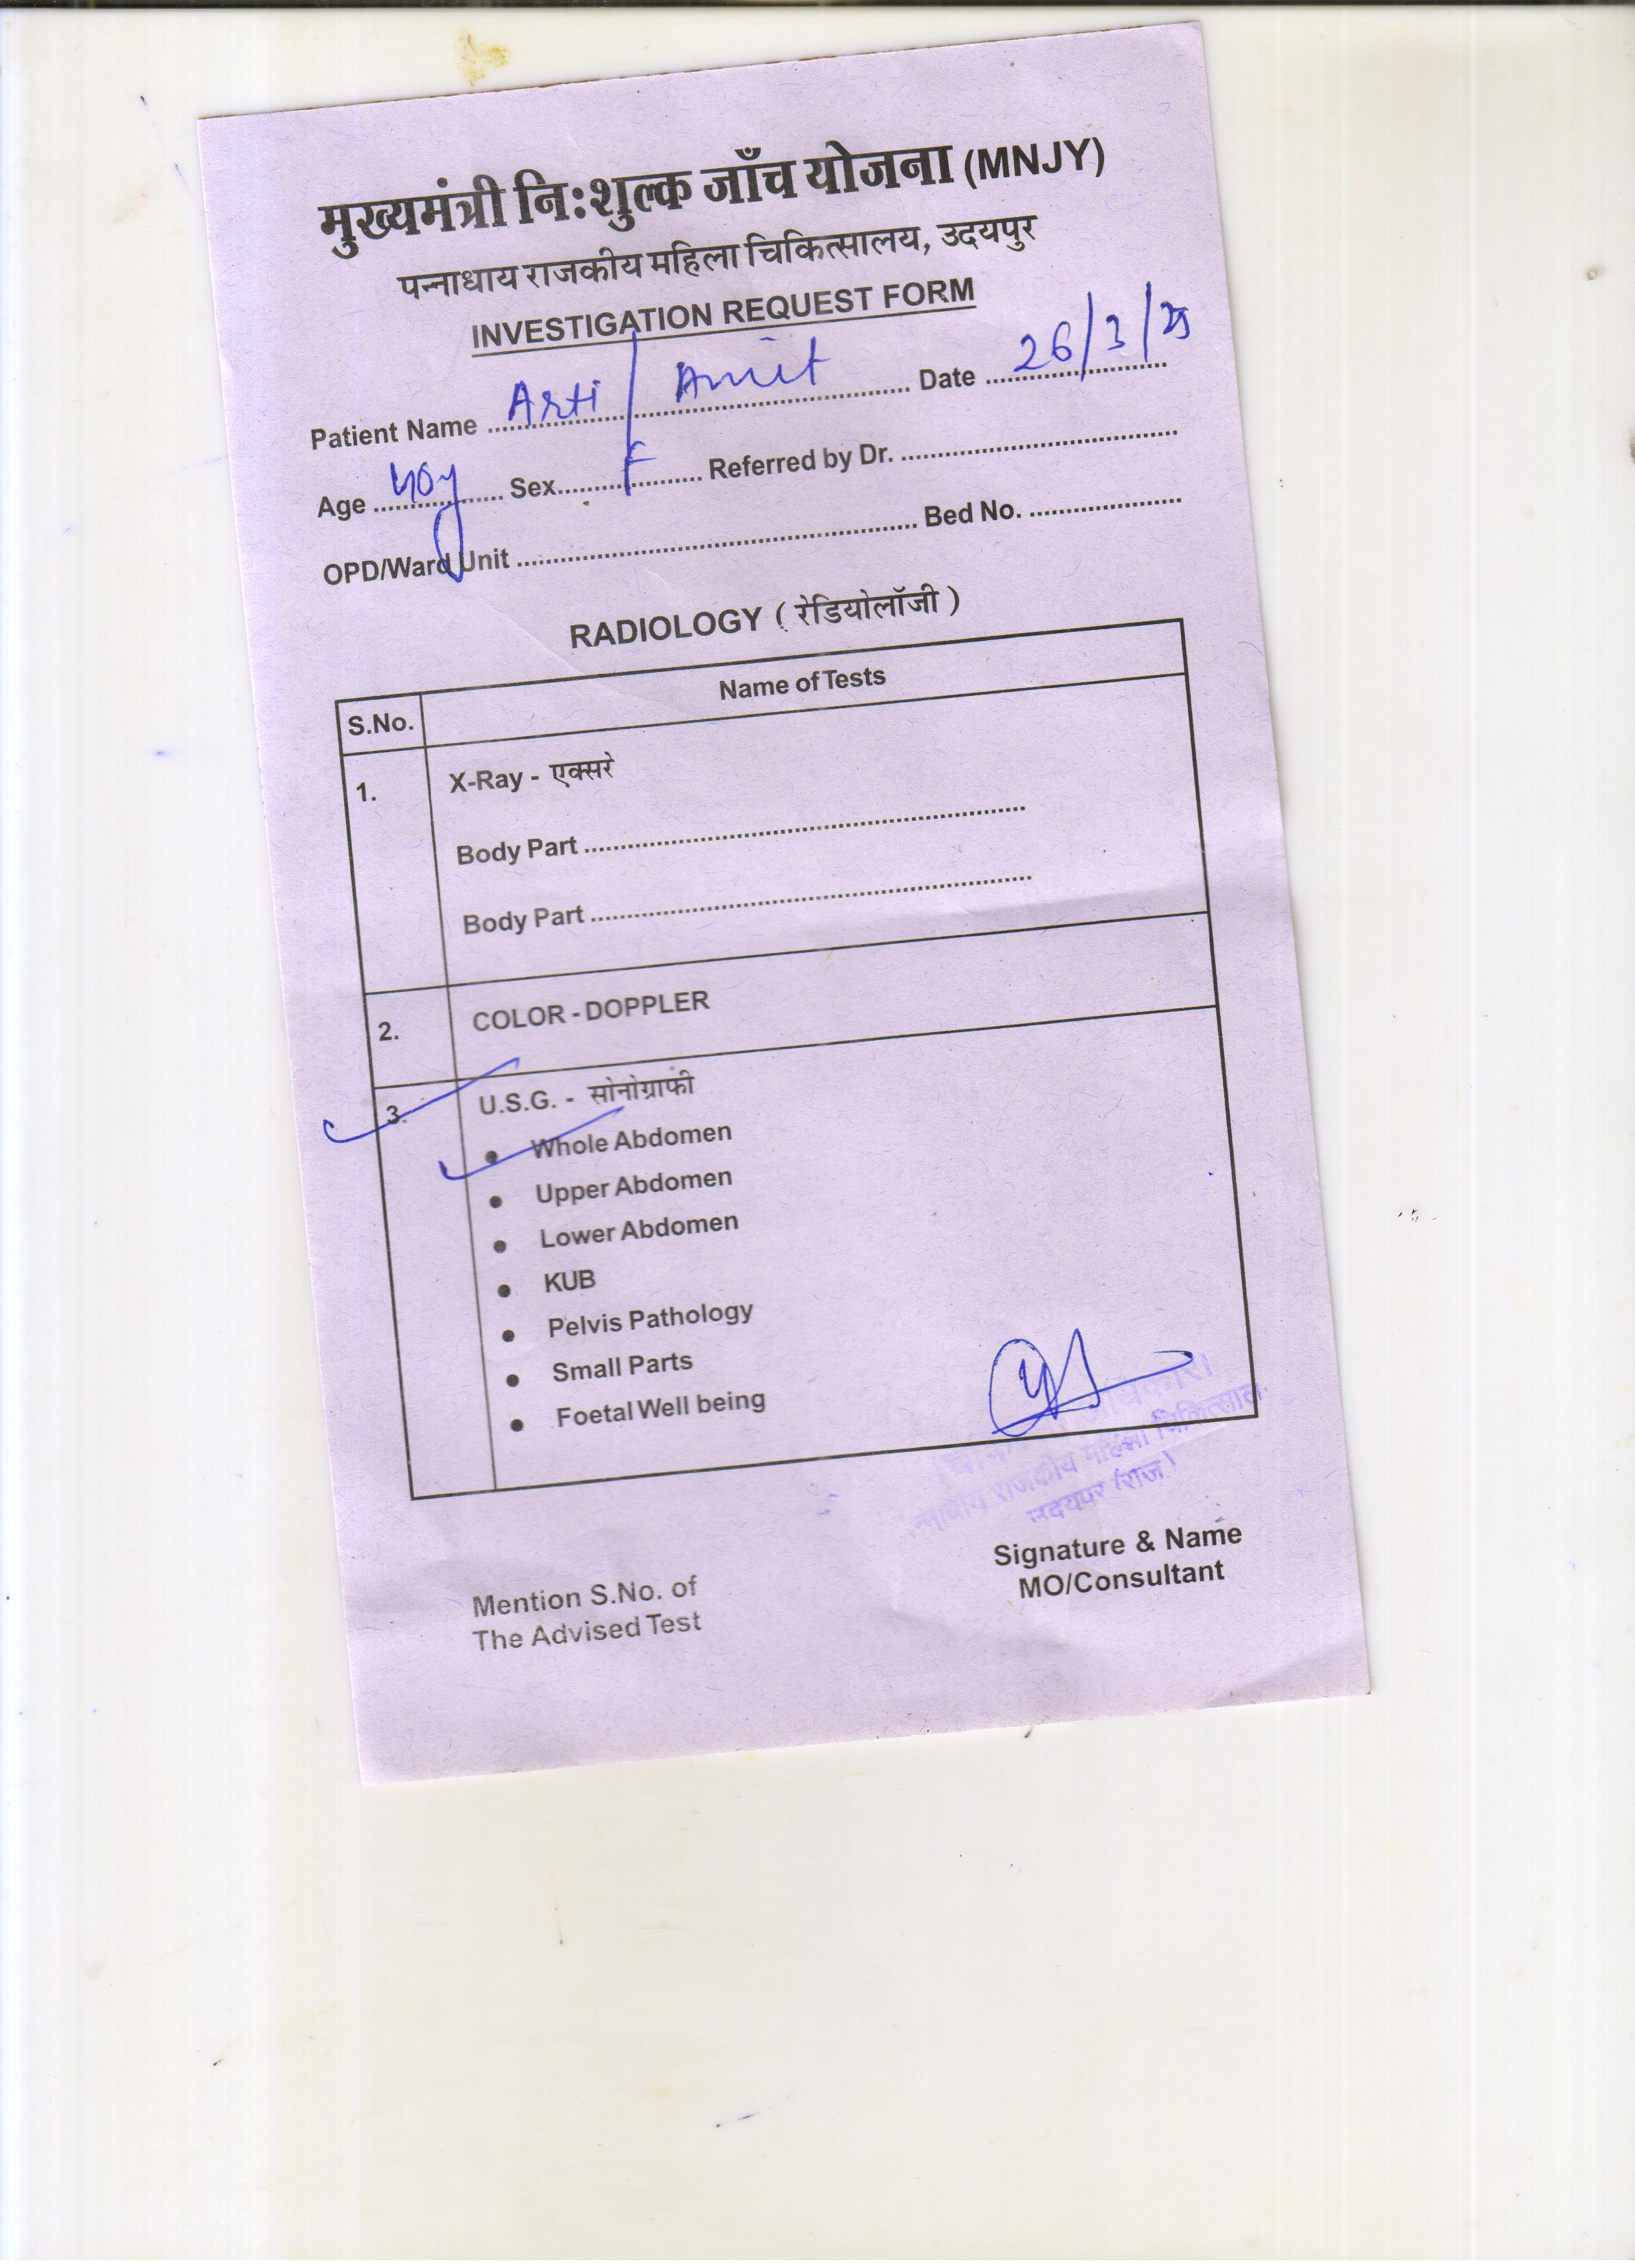 मुख्यमंत्री निःशुल्क जाँच योजना (MNJY)
पन्नाधाय राजकीय महिला चिकित्सालय, उदयपुर
INVESTIGATION REQUEST FORM
Patient Name Arti / Amit Date 26/3/25
Age 40y Sex F Referred by Dr.
OPD/Ward Unit Bed No.
RADIOLOGY ( रेडियोलॉजी )
S.No. Name of Tests
1. X-Ray - एक्सरे
Body Part
Body Part
2. COLOR - DOPPLER
3. U.S.G. - सोनोग्राफी
• Whole Abdomen
• Upper Abdomen
• Lower Abdomen
• KUB
• Pelvis Pathology
• Small Parts
• Foetal Well being
राजकीय महिला चिकित्साल
(राज)
Signature & Name
MO/Consultant
Mention S.No. of
The Advised Test